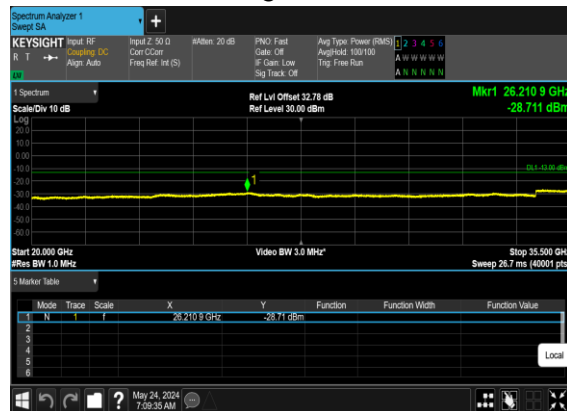 Spectrum Analyzer 1
Swept SA
+
KEYSIGHT Input: RF Input Z: 50 Ω #Atten: 20 dB PNO: Fast Avg Type: Power (RMS) 1 2 3 4 5 6
R T Coupling: DC Corr CCorr Gate: Off Avg|Hold: 100/100 A W W W W W
Align: Auto Freq Ref: Int (S) IF Gain: Low Trig: Free Run
Sig Track: Off A N N N N N
1 Spectrum Ref Lvl Offset 32.78 dB Mkr1 26.210 9 GHz
Scale/Div 10 dB Ref Level 30.00 dBm -28.711 dBm
Log
20.0
10.0
0.00
-10.0 DL1 -13.00 dBm
1
-20.0
-30.0
-40.0
-50.0
-60.0
Start 20.000 GHz Video BW 3.0 MHz* Stop 35.500 GHz
#Res BW 1.0 MHz Sweep 26.7 ms (40001 pts)
5 Marker Table
Mode Trace Scale X Y Function Function Width Function Value
1 N 1 f 26.210 9 GHz -28.71 dBm
2
3
4
5
6
Local
? May 24, 2024
7:09:35 AM